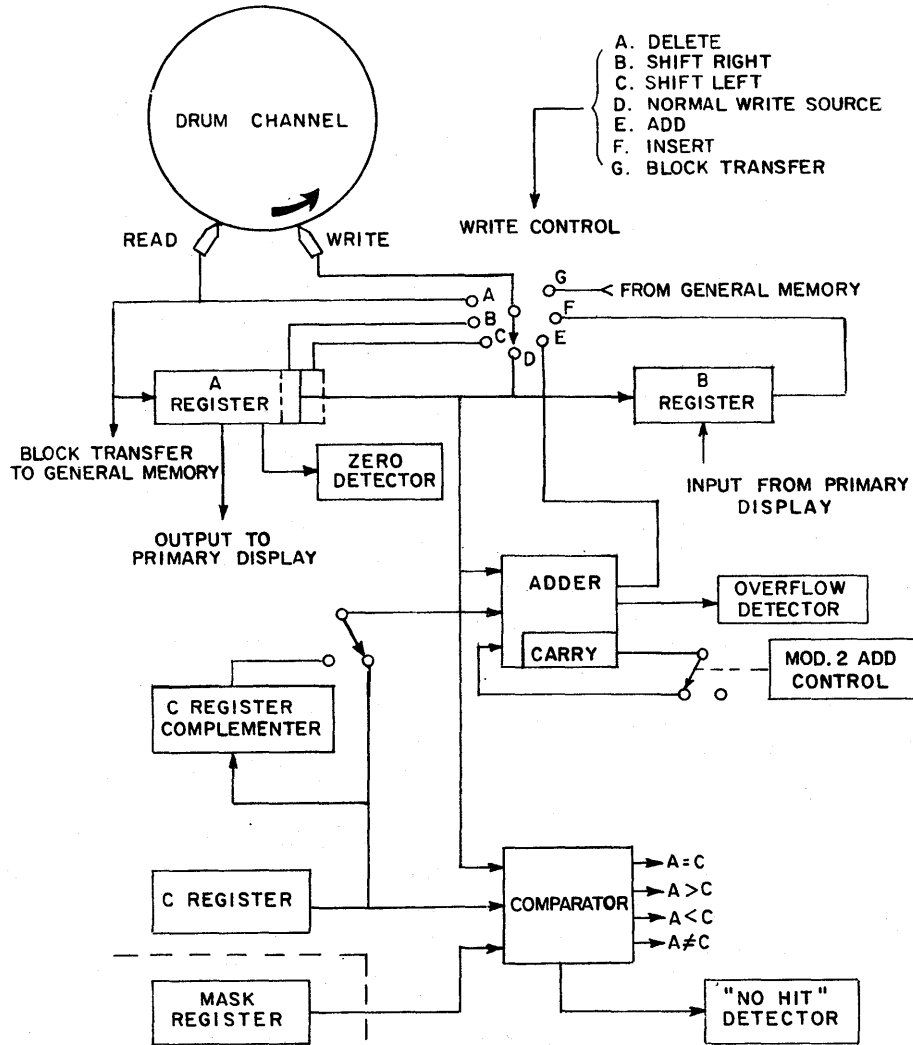 A. DELETE
B. SHIFT RIGHT
C. SHIFT LEFT
D. NORMAL WRITE SOURCE
E. ADD
F. INSERT
G. BLOCK TRANSFER
DRUM CHANNEL
WRITE CONTROL
READ
WRITE
G
FROM GENERAL MEMORY
A
F
B
C
E
D
A
REGISTER
B
REGISTER
BLOCK TRANSFER
TO GENERAL MEMORY
ZERO
DETECTOR
INPUT FROM PRIMARY
DISPLAY
OUTPUT TO
PRIMARY DISPLAY
ADDER
OVERFLOW
DETECTOR
CARRY
MOD. 2 ADD
CONTROL
C REGISTER
COMPLEMENTER
C REGISTER
COMPARATOR
A=C
A>C
A<C
A≠C
MASK
REGISTER
"NO HIT"
DETECTOR